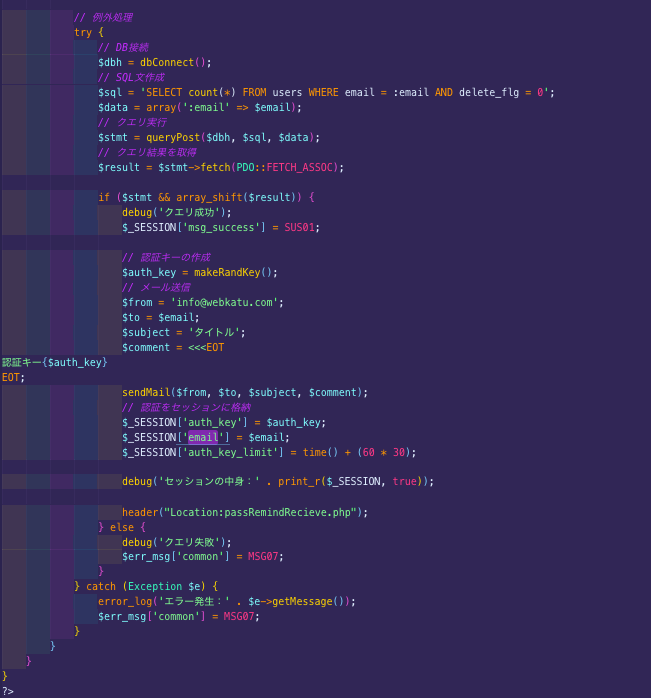 // 例外処理
try {
// DB接続
$dbh = dbConnect();
// SQL文作成
$sql = 'SELECT count(*) FROM users WHERE email = :email AND delete_flg = 0';
$data = array(':email' => $email);
// クエリ実行
$stmt = queryPost($dbh, $sql, $data);
// クエリ結果を取得
$result = $stmt->fetch(PDO::FETCH_ASSOC);
if ($stmt && array_shift($result)) {
debug('クエリ成功');
$_SESSION['msg_success'] = SUS01;
// 認証キーの作成
$auth_key = makeRandKey();
// メール送信
$from = 'info@webkatu.com';
$to = $email;
$subject = 'タイトル';
$comment = <<<EOT
認証キー{$auth_key}
EOT;
sendMail($from, $to, $subject, $comment);
// 認証をセッションに格納
$_SESSION['auth_key'] = $auth_key;
$_SESSION['email'] = $email;
$_SESSION['auth_key_limit'] = time() + (60 * 30);
debug('セッションの中身：' . print_r($_SESSION, true));
header("Location:passRemindRecieve.php");
} else {
debug('クエリ失敗');
$err_msg['common'] = MSG07;
}
} catch (Exception $e) {
error_log('エラー発生：' . $e->getMessage());
$err_msg['common'] = MSG07;
}
}
}
}
?>